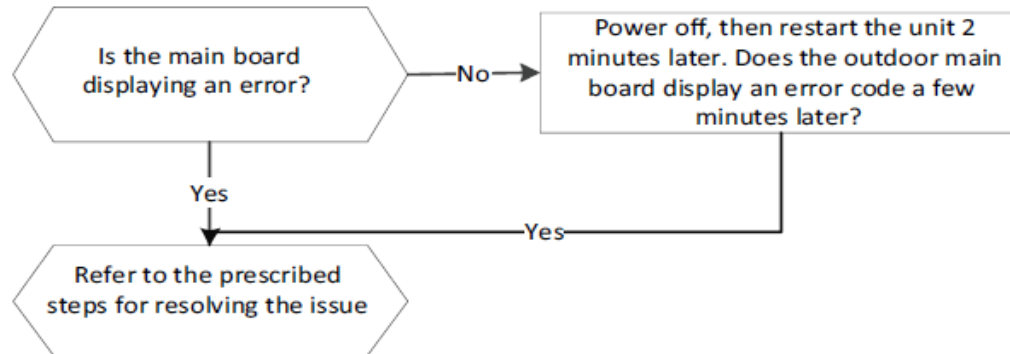 Is the main board
displaying an error?
No
Power off, then restart the unit 2
minutes later. Does the outdoor main
board display an error code a few
minutes later?
Yes
Yes
Refer to the prescribed
steps for resolving the issue